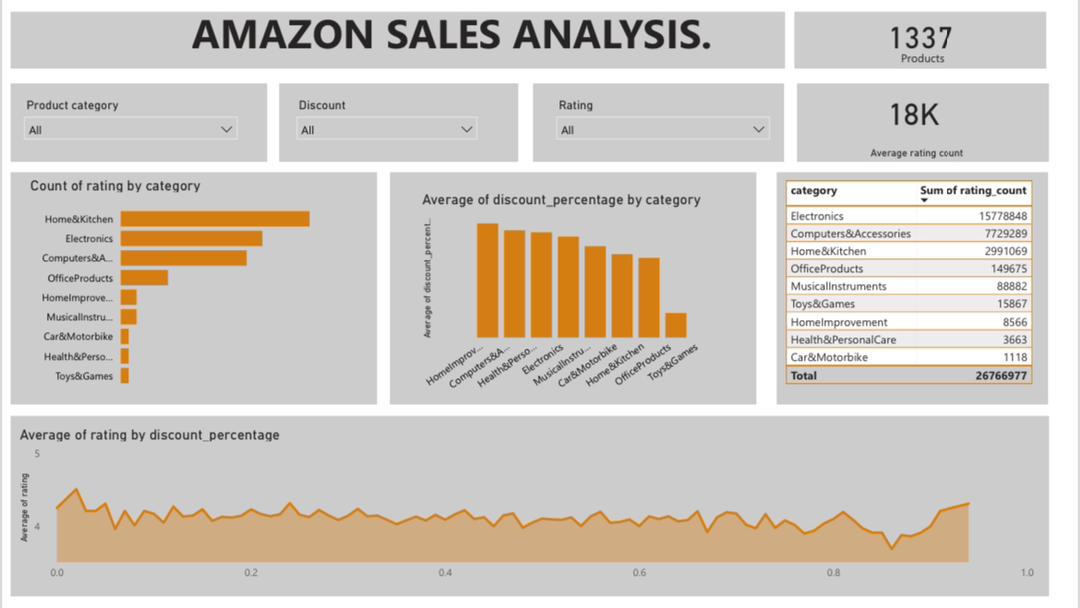 AMAZON SALES ANALYSIS.
1337
Products
Product category
All
Discount
All
Rating
All
18K
Average rating count
Count of rating by category
Home&Kitchen
Electronics
Computers&A...
OfficeProducts
HomeImprove...
MusicalInstru...
Car&Motorbike
Health&Perso...
Toys&Games
Average of discount_percentage by category
Average of discount_percent...
HomeImprov...
Computers&A...
Health&Perso...
Electronics
MusicalInstru...
Car&Motorbike
Home&Kitchen
OfficeProducts
Toys&Games
category Sum of rating_count
Electronics 15778848
Computers&Accessories 7729289
Home&Kitchen 2991069
OfficeProducts 149675
MusicalInstruments 88882
Toys&Games 15867
HomeImprovement 8566
Health&PersonalCare 3663
Car&Motorbike 1118
Total 26766977
Average of rating by discount_percentage
Average of rating
5
4
0.0 0.2 0.4 0.6 0.8 1.0